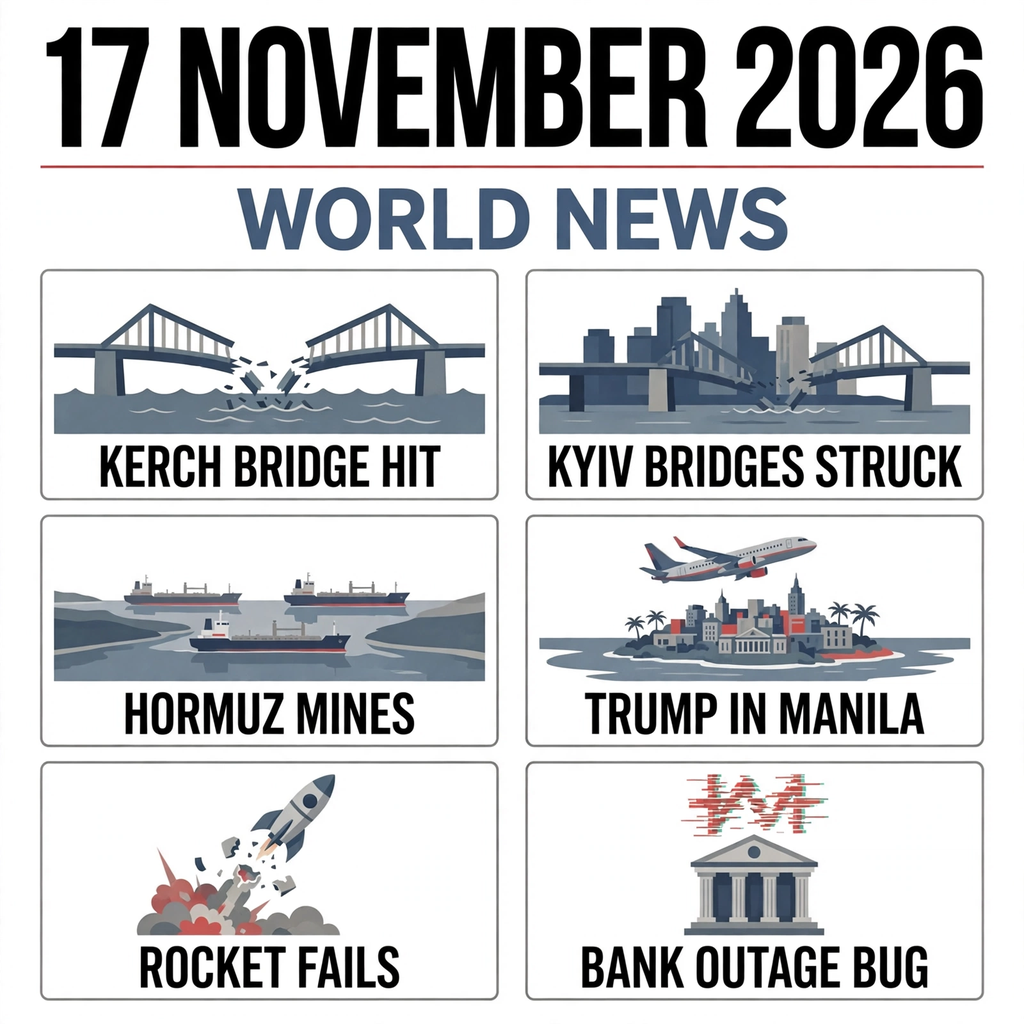 17 NOVEMBER 2026
WORLD NEWS
KERCH BRIDGE HIT
KYIV BRIDGES STRUCK
HORMUZ MINES
TRUMP IN MANILA
ROCKET FAILS
BANK OUTAGE BUG